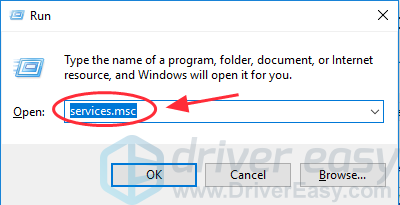 Run
Type the name of a program, folder, document, or Internet
resource, and Windows will open it for you.
Open: services.msc
driver easy
OK Cancel Browse...
www.DriverEasy.com